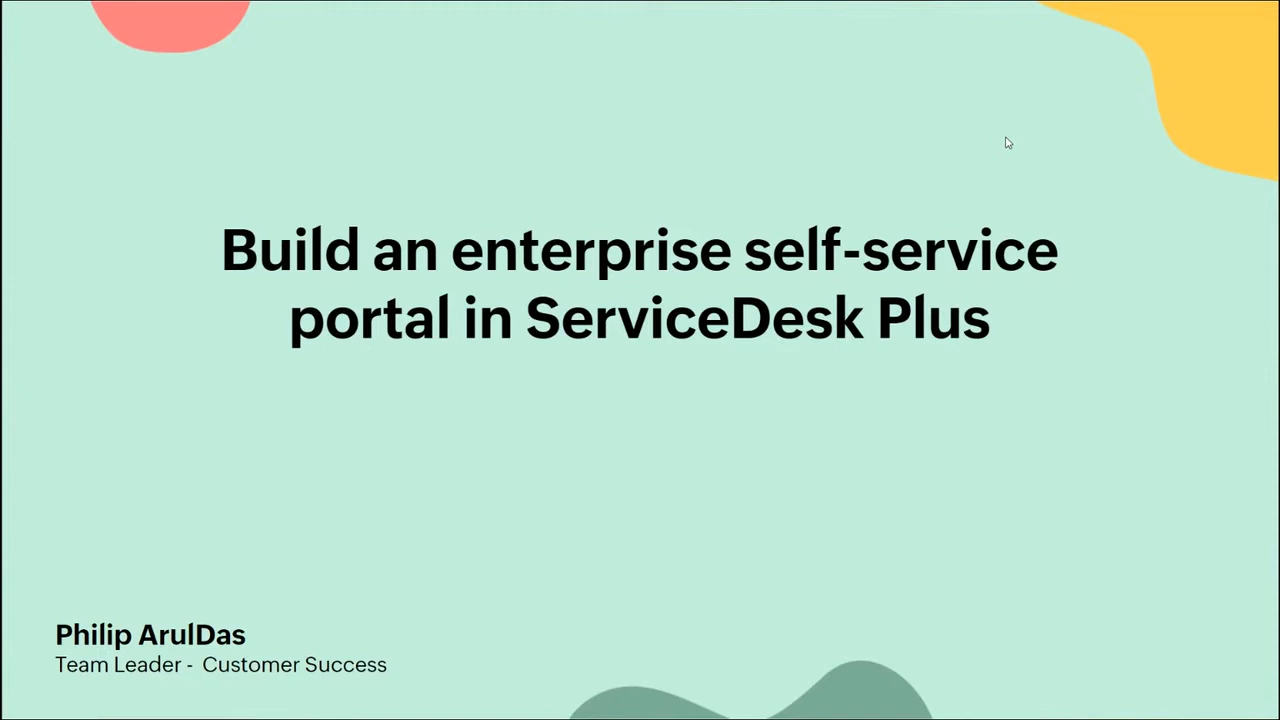 Build an enterprise self-service
portal in ServiceDesk Plus
Philip ArulDas
Team Leader -  Customer Success